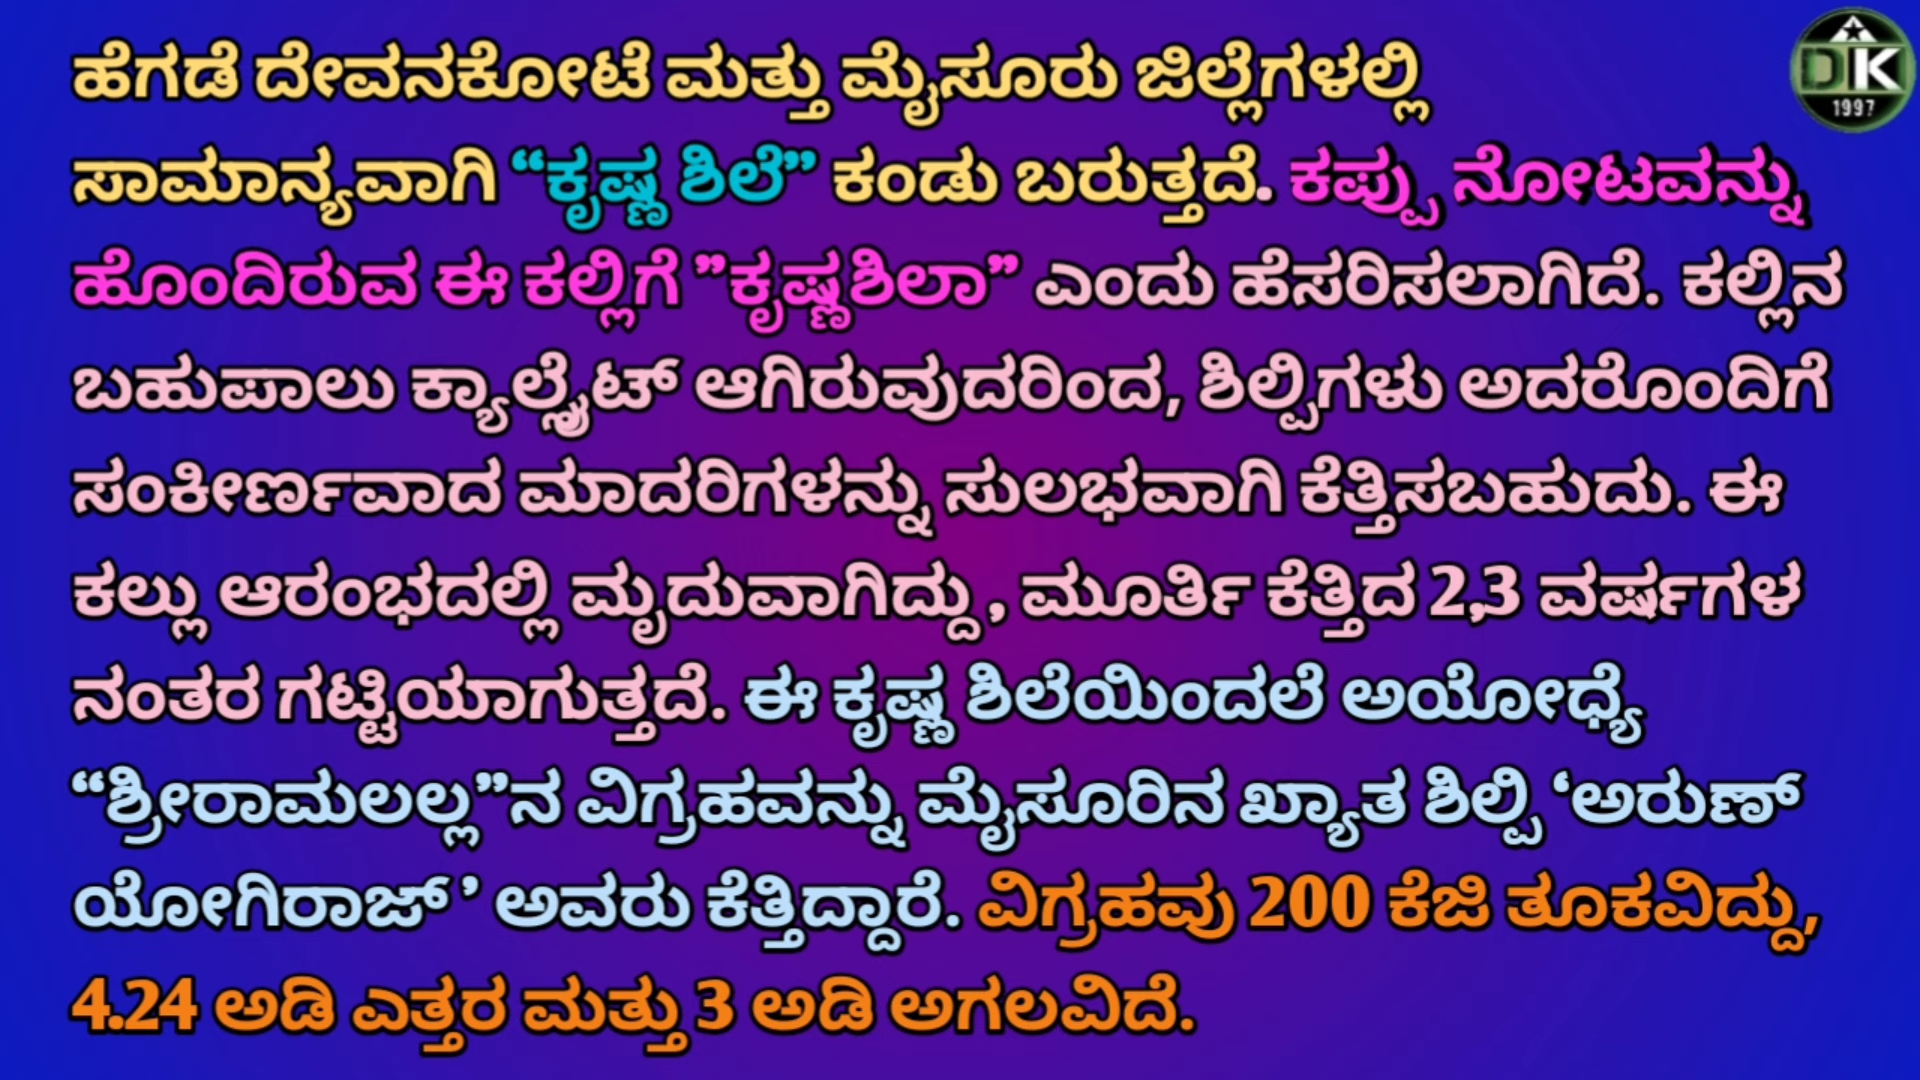 ಹೆಗಡೆ ದೇವನಕೋಟೆ ಮತ್ತು ಮೈಸೂರು ಜಿಲ್ಲೆಗಳಲ್ಲಿ
ಸಾಮಾನ್ಯವಾಗಿ “ಕೃಷ್ಣ ಶಿಲೆ” ಕಂಡು ಬರುತ್ತದೆ. ಕಪ್ಪು ನೋಟವನ್ನು
ಹೊಂದಿರುವ ಈ ಕಲ್ಲಿಗೆ ”ಕೃಷ್ಣಶಿಲಾ” ಎಂದು ಹೆಸರಿಸಲಾಗಿದೆ. ಕಲ್ಲಿನ
ಬಹುಪಾಲು ಕ್ಯಾಲ್ಸೈಟ್ ಆಗಿರುವುದರಿಂದ, ಶಿಲ್ಪಿಗಳು ಅದರೊಂದಿಗೆ
ಸಂಕೀರ್ಣವಾದ ಮಾದರಿಗಳನ್ನು ಸುಲಭವಾಗಿ ಕೆತ್ತಿಸಬಹುದು. ಈ
ಕಲ್ಲು ಆರಂಭದಲ್ಲಿ ಮೃದುವಾಗಿದ್ದು , ಮೂರ್ತಿ ಕೆತ್ತಿದ 2,3 ವರ್ಷಗಳ
ನಂತರ ಗಟ್ಟಿಯಾಗುತ್ತದೆ. ಈ ಕೃಷ್ಣ ಶಿಲೆಯಿಂದಲೆ ಅಯೋಧ್ಯೆ
“ಶ್ರೀರಾಮಲಲ್ಲ”ನ ವಿಗ್ರಹವನ್ನು ಮೈಸೂರಿನ ಖ್ಯಾತ ಶಿಲ್ಪಿ ‘ಅರುಣ್
ಯೋಗಿರಾಜ್ ’ ಅವರು ಕೆತ್ತಿದ್ದಾರೆ. ವಿಗ್ರಹವು 200 ಕೆಜಿ ತೂಕವಿದ್ದು,
4.24 ಅಡಿ ಎತ್ತರ ಮತ್ತು 3 ಅಡಿ ಅಗಲವಿದೆ.
DK
1997